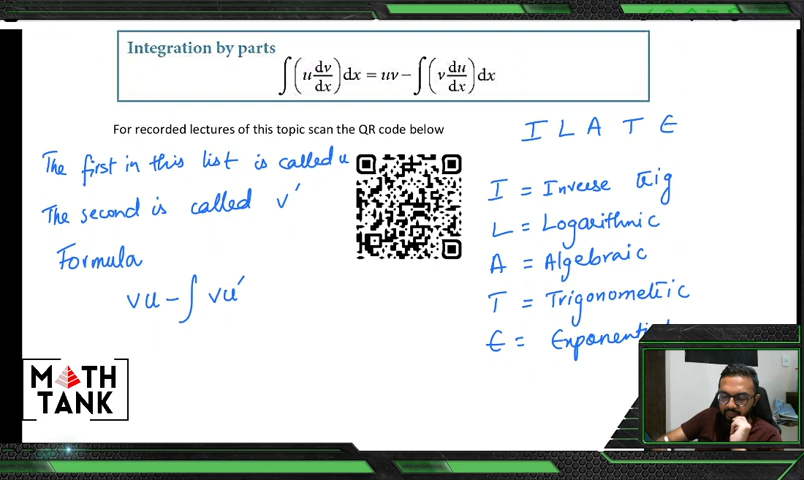 Integration by parts
∫(u dv/dx)dx = uv − ∫(v du/dx)dx
For recorded lectures of this topic scan the QR code below
I L A T E
The first in this list is called u
The second is called v′
Formula
vu − ∫ vu′
I = Inverse trig
L = Logarithmic
A = Algebraic
T = Trigonometric
E =
MATH
TANK